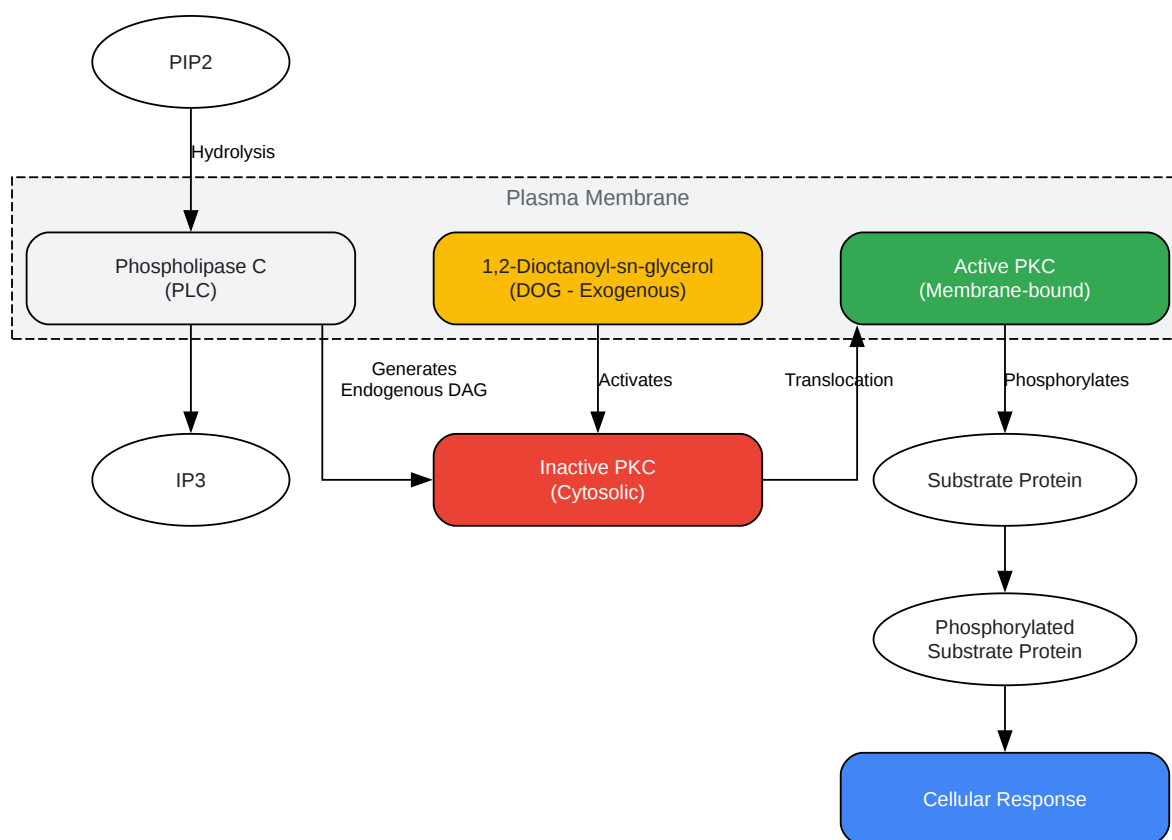 PIP2
Hydrolysis
Plasma Membrane
Phospholipase C
(PLC)
1,2-Dioctanoyl-sn-glycerol
(DOG - Exogenous)
Active PKC
(Membrane-bound)
Generates
Endogenous DAG
Activates
Translocation
Phosphorylates
IP3
Inactive PKC
(Cytosolic)
Substrate Protein
Phosphorylated
Substrate Protein
Cellular Response